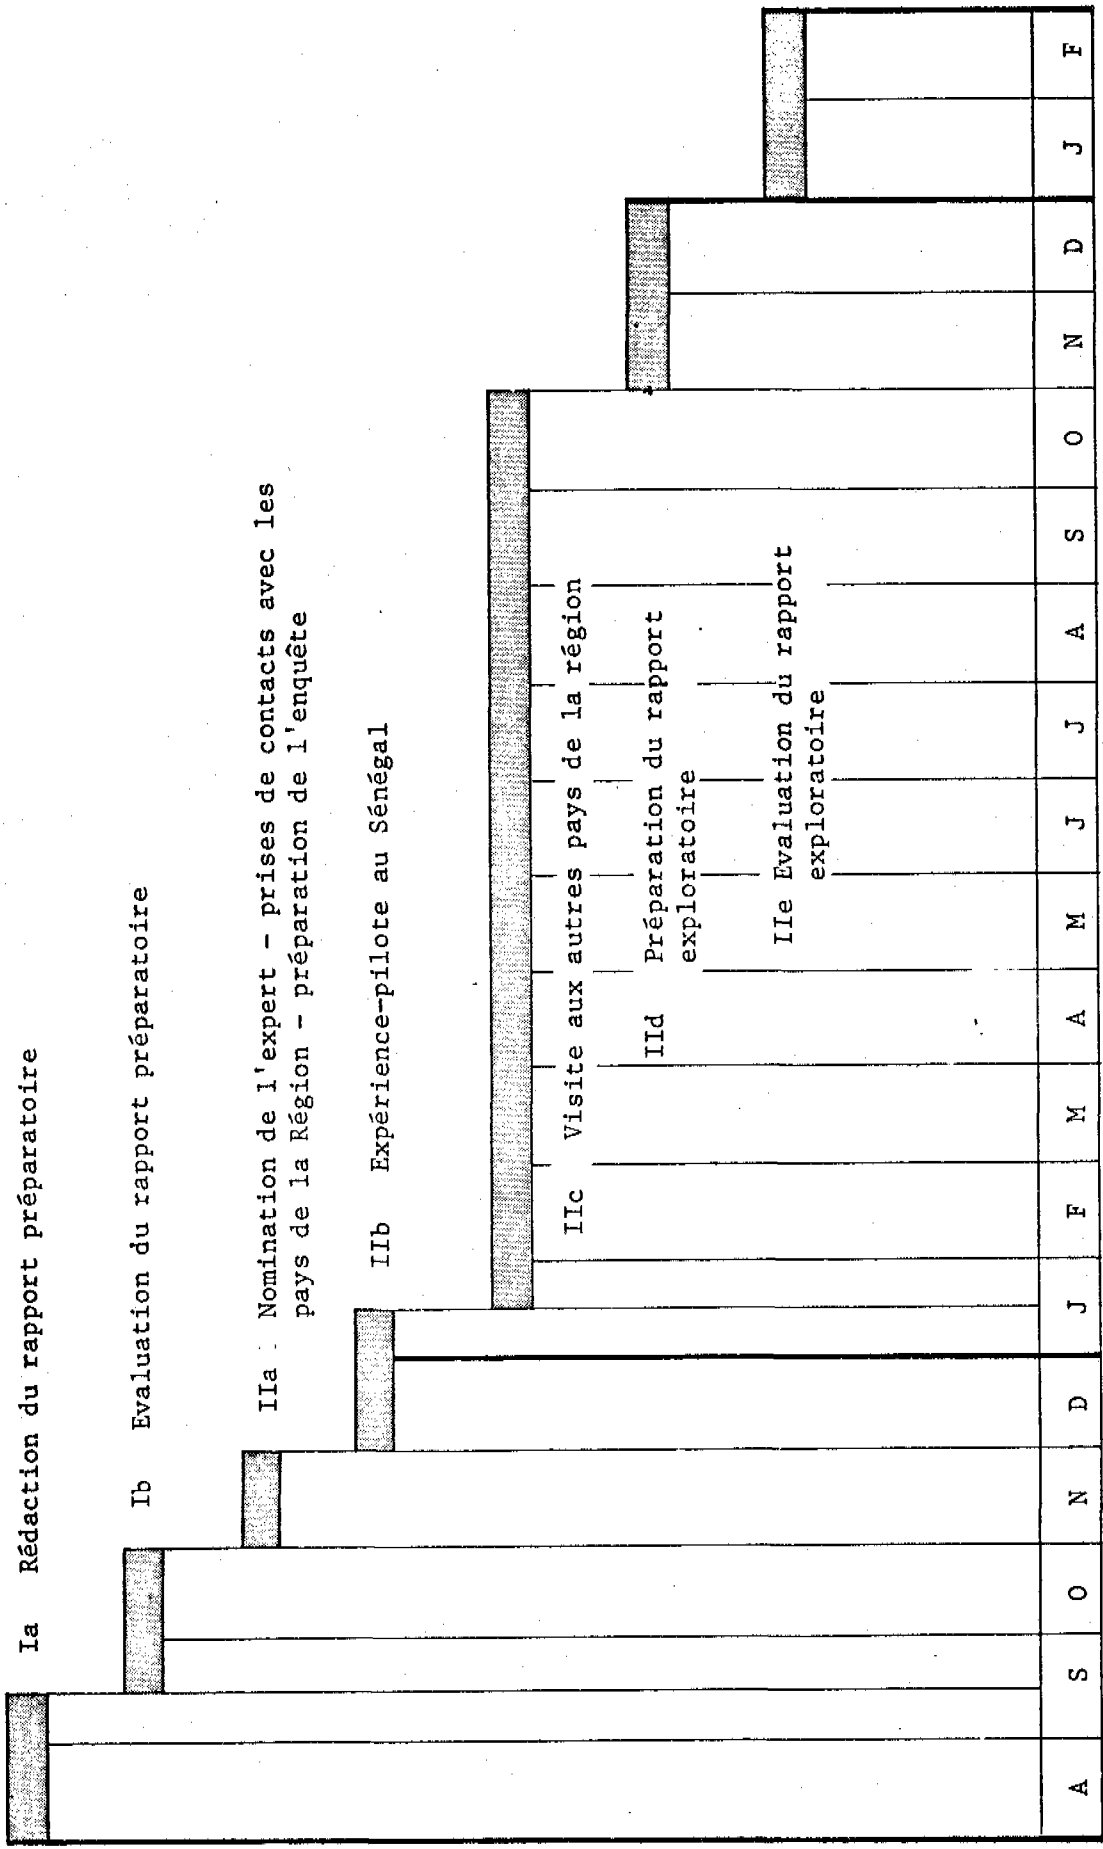 Ia Rédaction du rapport préparatoire
Ib Evaluation du rapport préparatoire
IIa Nomination de l'expert - prises de contacts avec les
pays de la Région - préparation de l'enquête
IIb Expérience-pilote au Sénégal
IIc Visite aux autres pays de la région
IId Préparation du rapport
exploratoire
IIe Evaluation du rapport
exploratoire
A S O N D J F M A M J J A S O N D J F